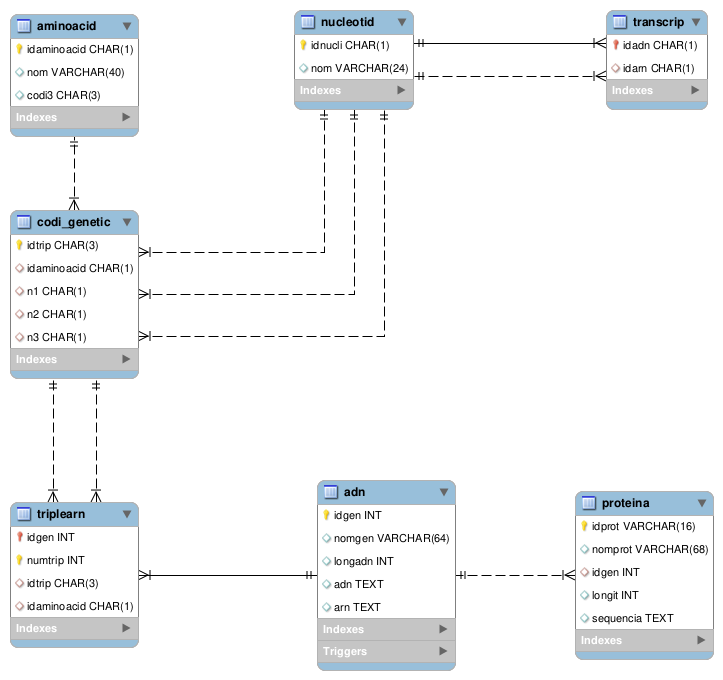 aminoacid
idaminoacid CHAR(1)
nom VARCHAR(40)
codi3 CHAR(3)
Indexes
nucleotid
idnucli CHAR(1)
nom VARCHAR(24)
Indexes
transcrip
idadn CHAR(1)
idarn CHAR(1)
Indexes
codi_genetic
idtrip CHAR(3)
idaminoacid CHAR(1)
n1 CHAR(1)
n2 CHAR(1)
n3 CHAR(1)
Indexes
triplearn
idgen INT
numtrip INT
idtrip CHAR(3)
idaminoacid CHAR(1)
Indexes
adn
idgen INT
nomgen VARCHAR(64)
longadn INT
adn TEXT
arn TEXT
Indexes
Triggers
proteina
idprot VARCHAR(16)
nomprot VARCHAR(68)
idgen INT
longit INT
sequencia TEXT
Indexes